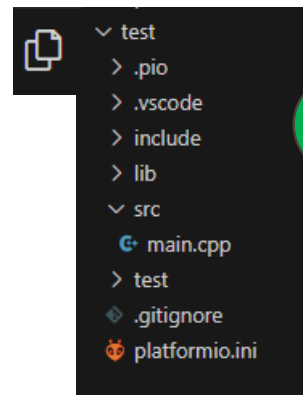 test
.pio
.vscode
include
lib
src
main.cpp
test
.gitignore
platformio.ini